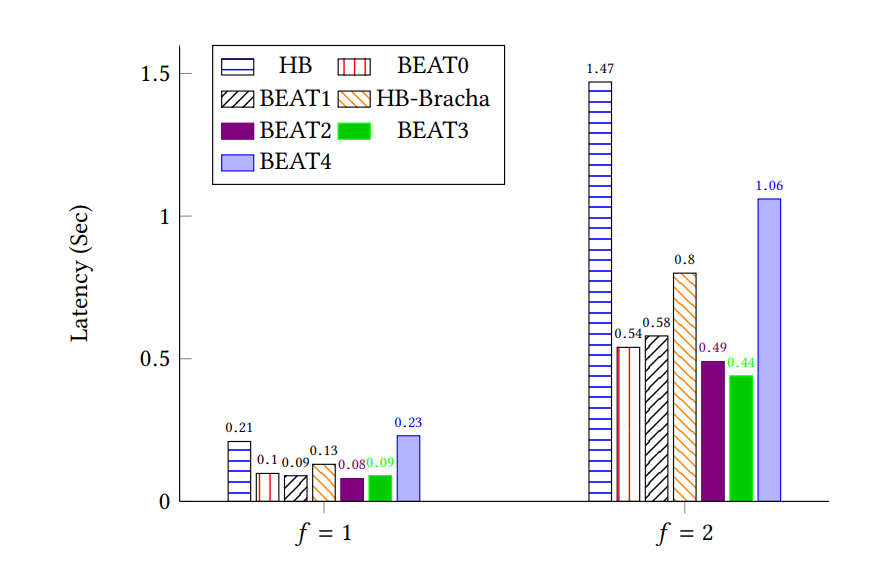 1.47
HB BEAT0
1.5
BEAT1 HB-Bracha
BEAT2 BEAT3
BEAT4
1.06
1
0.8
Latency (Sec)
0.54 0.58 0.49 0.44
0.5
0.21 0.1 0.09 0.13 0.08 0.09 0.23
0
f = 1 f = 2